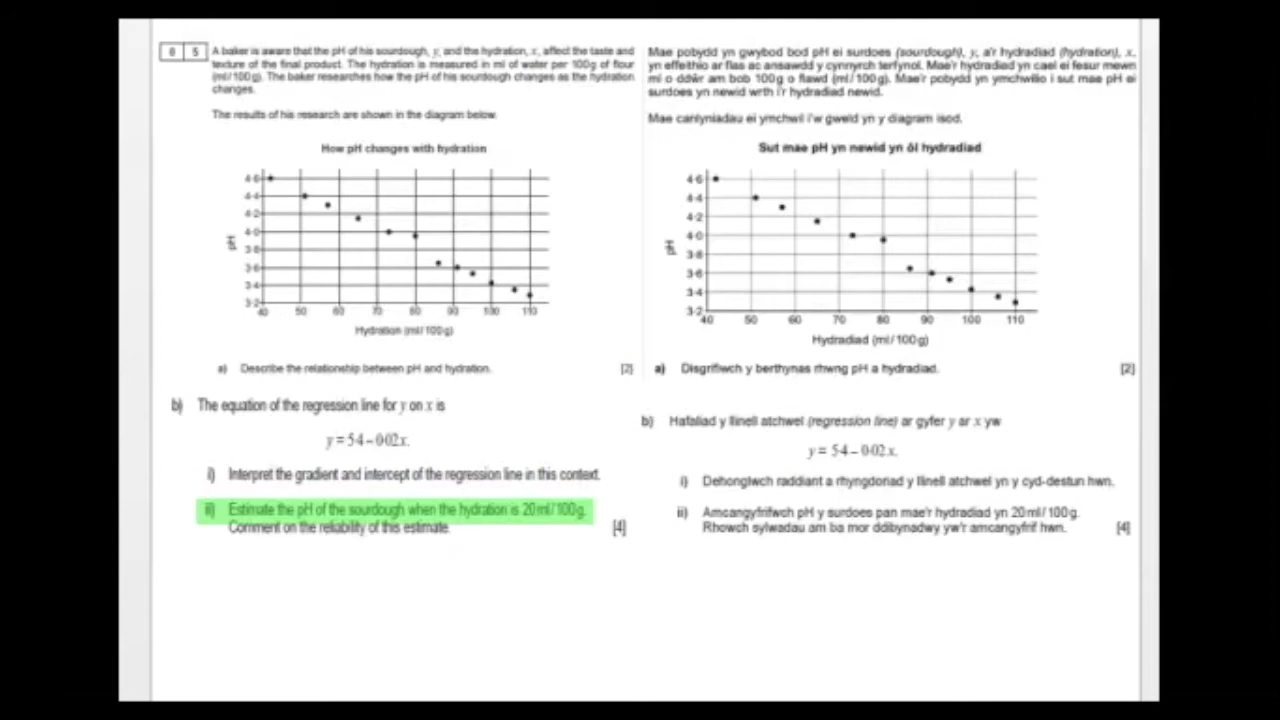 0 5
A baker is aware that the pH of his sourdough, y, and the hydration, x, affect the taste and
texture of the final product. The hydration is measured in ml of water per 100g of flour
(ml/100g). The baker researches how the pH of his sourdough changes as the hydration
changes.
The results of his research are shown in the diagram below.
How pH changes with hydration
pH
4·6
4·4
4·2
4·0
3·8
3·6
3·4
3·2
40 50 60 70 80 90 100 110
Hydration (ml/100g)
a) Describe the relationship between pH and hydration. [2]
b) The equation of the regression line for y on x is
y = 5·4 – 0·02x.
i) Interpret the gradient and intercept of the regression line in this context.
ii) Estimate the pH of the sourdough when the hydration is 20ml/100g.
Comment on the reliability of this estimate. [4]
Mae pobydd yn gwybod bod pH ei surdoes (sourdough), y, a'r hydradiad (hydration), x,
yn effeithio ar flas ac ansawdd y cynnyrch terfynol. Mae'r hydradiad yn cael ei fesur mewn
ml o ddŵr am bob 100g o flawd (ml/100g). Mae'r pobydd yn ymchwilio i sut mae pH ei
surdoes yn newid wrth i'r hydradiad newid.
Mae canlyniadau ei ymchwil i'w gweld yn y diagram isod.
Sut mae pH yn newid yn ôl hydradiad
pH
4·6
4·4
4·2
4·0
3·8
3·6
3·4
3·2
40 50 60 70 80 90 100 110
Hydradiad (ml/100g)
a) Disgrifiwch y berthynas rhwng pH a hydradiad. [2]
b) Hafaliad y llinell atchwel (regression line) ar gyfer y ar x yw
y = 5·4 – 0·02x.
i) Dehonglwch raddiant a rhyngdoriad y llinell atchwel yn y cyd-destun hwn.
ii) Amcangyfrifwch pH y surdoes pan mae'r hydradiad yn 20ml/100g.
Rhowch sylwadau am ba mor ddibynadwy yw'r amcangyfrif hwn. [4]